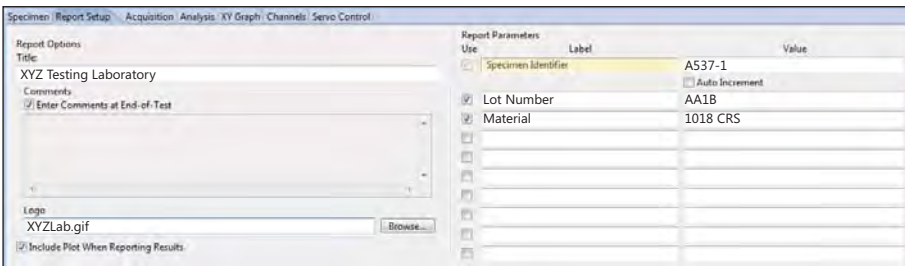 Specimen Report Setup Acquisition Analysis XY Graph Channels Servo Control
Report Options
Title:
XYZ Testing Laboratory
Comments
Enter Comments at End-of-Test
Logo
XYZLab.gif
Browse...
Include Plot When Reporting Results
Report Parameters
Use Label Value
Specimen Identifier A537-1
Auto Increment
Lot Number AA1B
Material 1018 CRS